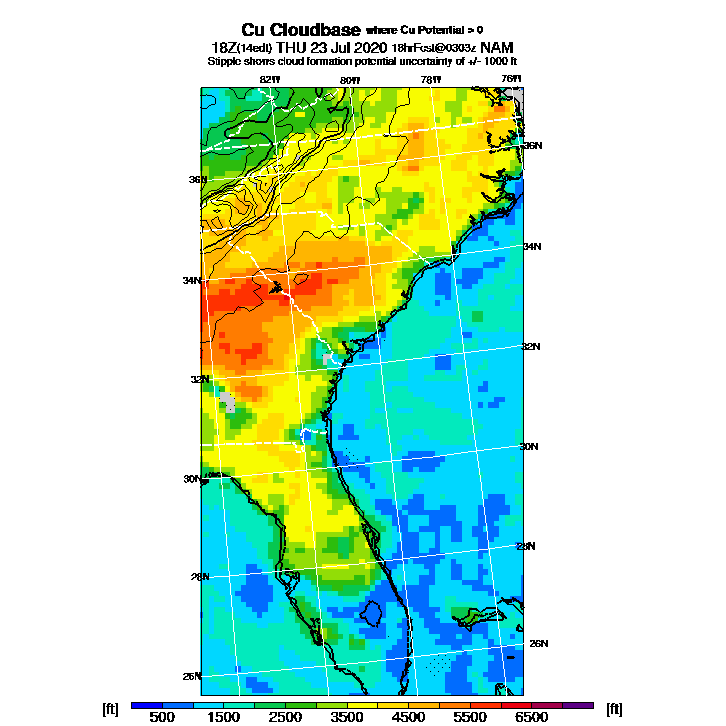 Cu Cloudbase where Cu Potential > 0
18Z(14edt) THU 23 Jul 2020 18hrFcst@0303z NAM
Stipple shows cloud formation potential uncertainty of +/- 1000 ft
82W 80W 78W 76W
36N
36N
34N
34N
32N
32N
30N
30N
28N
28N
26N
26N
[ft] [ft]
500 1500 2500 3500 4500 5500 6500